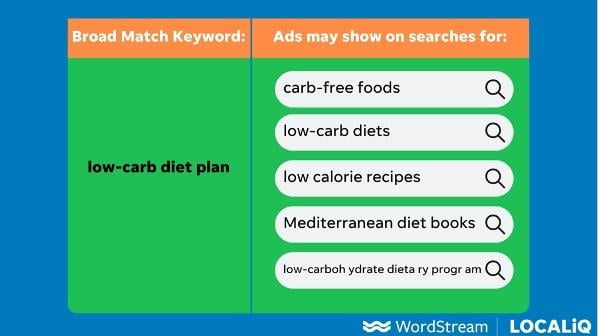 Broad Match Keyword:
Ads may show on searches for:
low-carb diet plan
carb-free foods
low-carb diets
low calorie recipes
Mediterranean diet books
low-carboh ydrate dieta ry progr am
WordStream
LOCALiQ